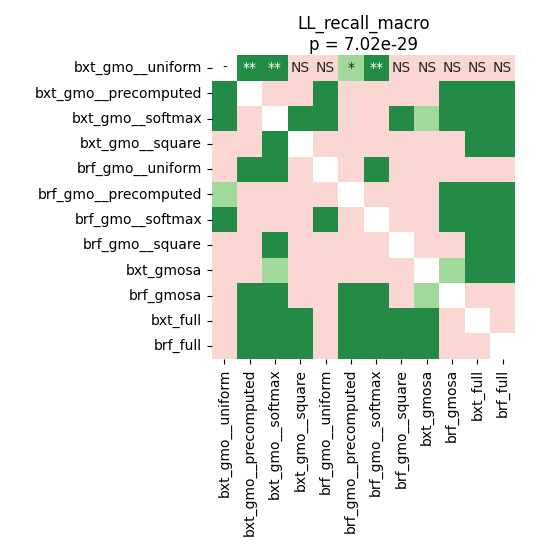 LL_recall_macro
p = 7.02e-29
bxt_gmo__uniform - ** ** NS NS * ** NS NS NS NS NS
bxt_gmo__precomputed
bxt_gmo__softmax
bxt_gmo__square
brf_gmo__uniform
brf_gmo__precomputed
brf_gmo__softmax
brf_gmo__square
bxt_gmosa
brf_gmosa
bxt_full
brf_full
bxt_gmo__uniform
bxt_gmo__precomputed
bxt_gmo__softmax
bxt_gmo__square
brf_gmo__uniform
brf_gmo__precomputed
brf_gmo__softmax
brf_gmo__square
bxt_gmosa
brf_gmosa
bxt_full
brf_full